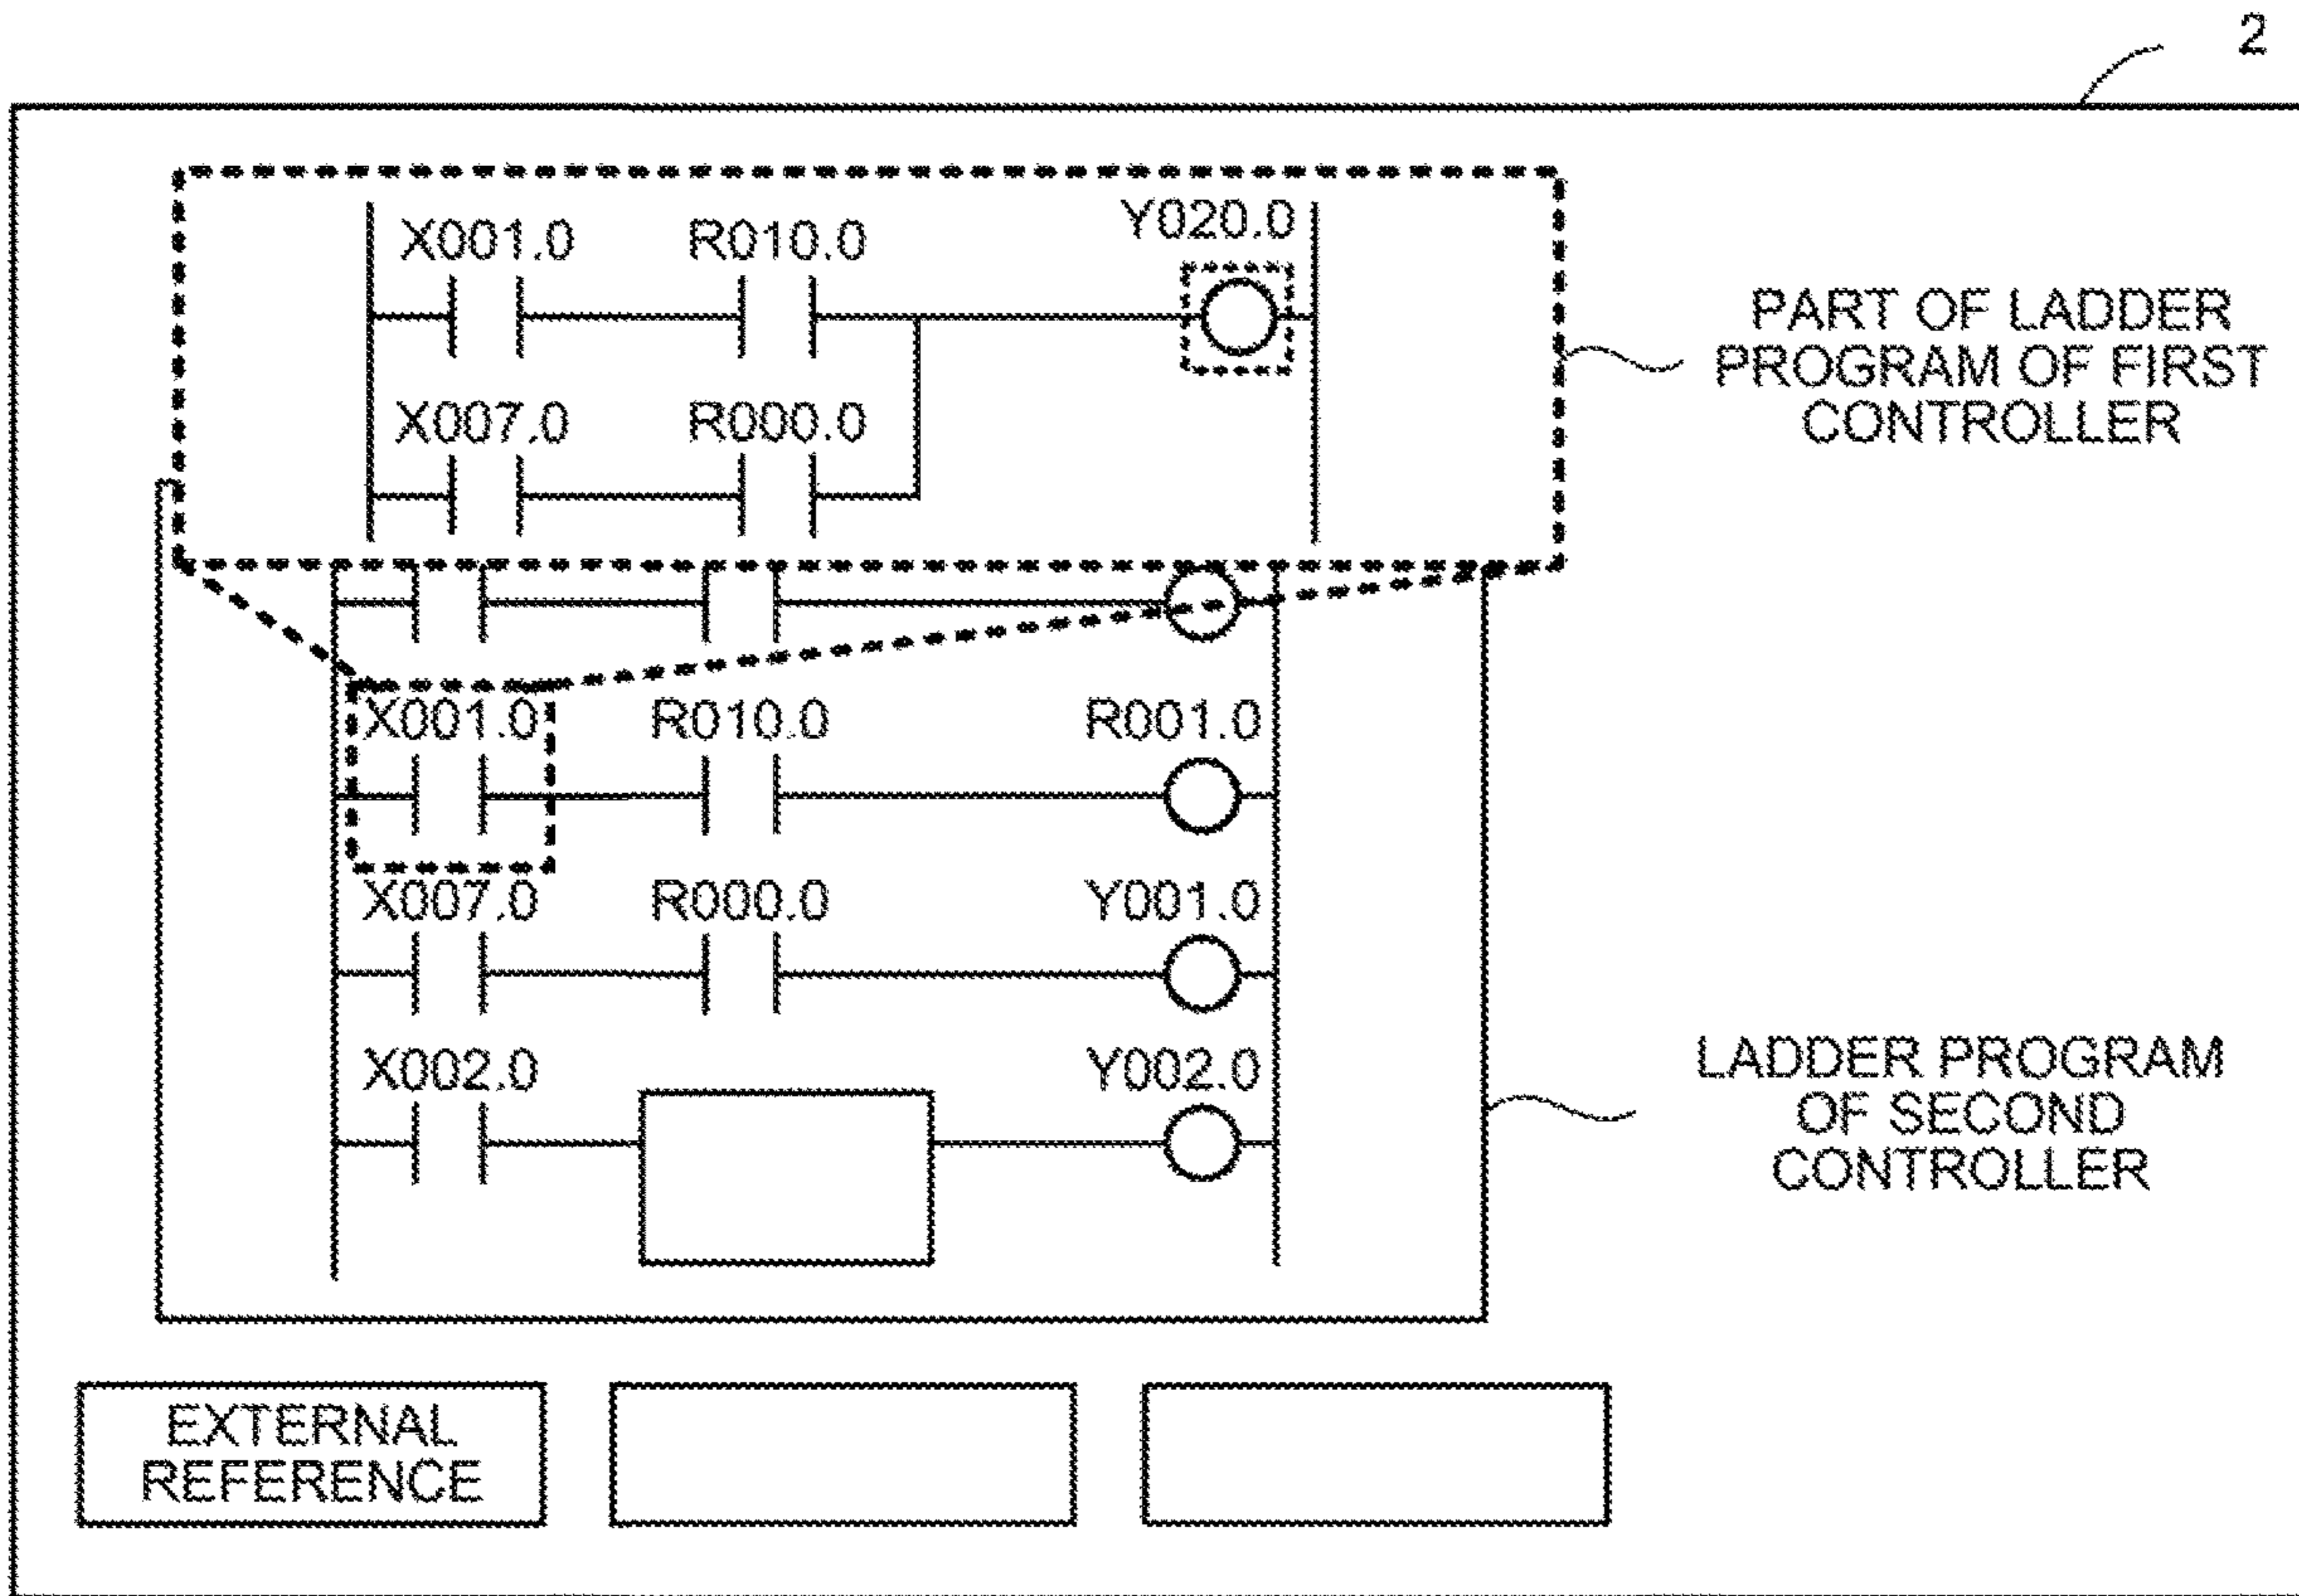 2
X001.0 R010.0 Y020.0
X007.0 R000.0
PART OF LADDER
PROGRAM OF FIRST
CONTROLLER
X001.0 R010.0 R001.0
X007.0 R000.0 Y001.0
X002.0 Y002.0
LADDER PROGRAM
OF SECOND
CONTROLLER
EXTERNAL
REFERENCE